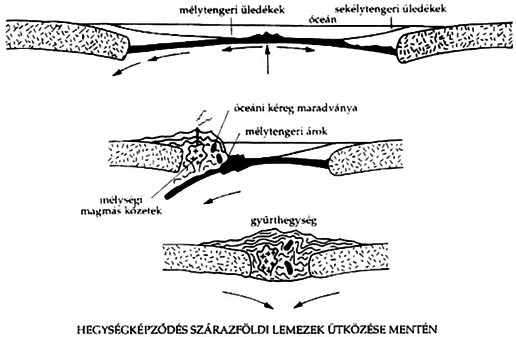 mélytengeri üledékek
sekélytengeri üledékek
óceán
óceáni kéreg maradványa
mélytengeri árok
mélységi
magmás kőzetek
gyűrthegység
HEGYSÉGKÉPZŐDÉS SZÁRAZFÖLDI LEMEZEK ÜTKÖZÉSE MENTÉN